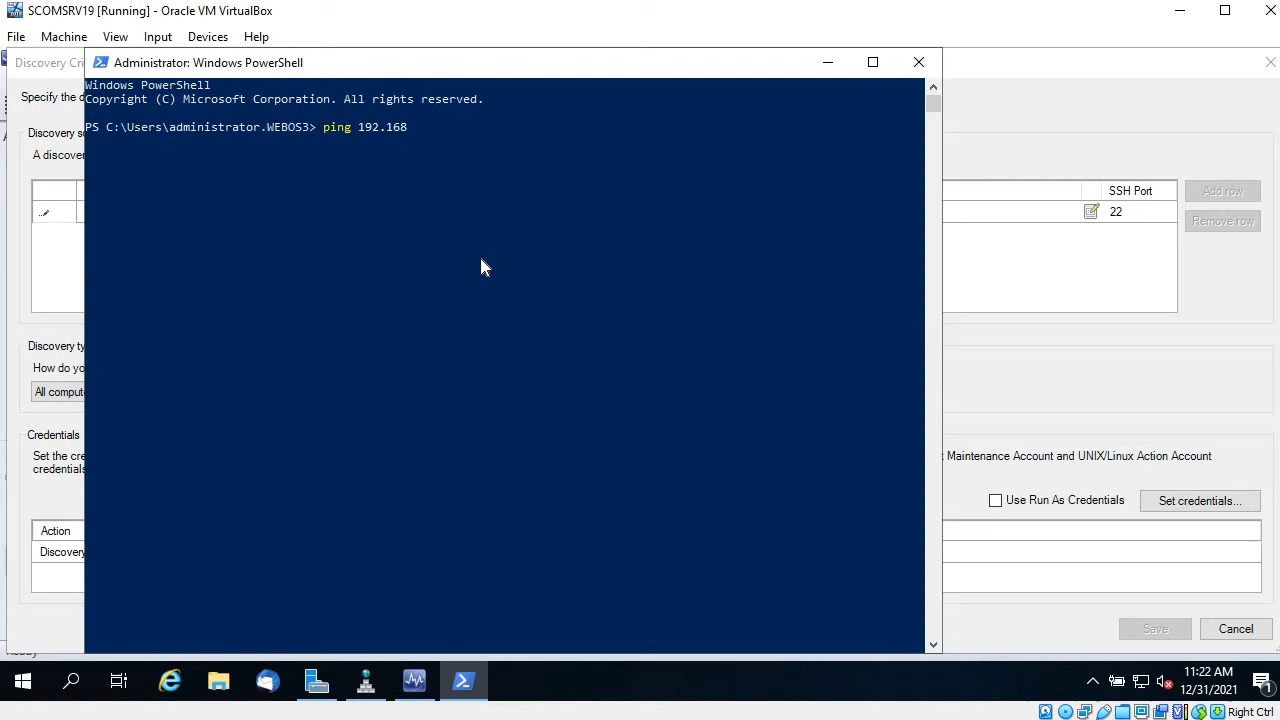 SCOMSRV19 [Running] - Oracle VM VirtualBox
File Machine View Input Devices Help
Discovery Cri
Administrator: Windows PowerShell
Windows PowerShell
Copyright (C) Microsoft Corporation. All rights reserved.
PS C:\Users\administrator.WEBOS3> ping 192.168
Specify the d
Discovery s
A discover
SSH Port
Add row
22
Remove row
Discovery ty
How do yo
All compute
Credentials
Set the cre
credentials
Maintenance Account and UNIX/Linux Action Account
Use Run As Credentials
Set credentials...
Action
Discovery
Save
Cancel
Ready
11:22 AM
12/31/2021
1
Right Ctrl